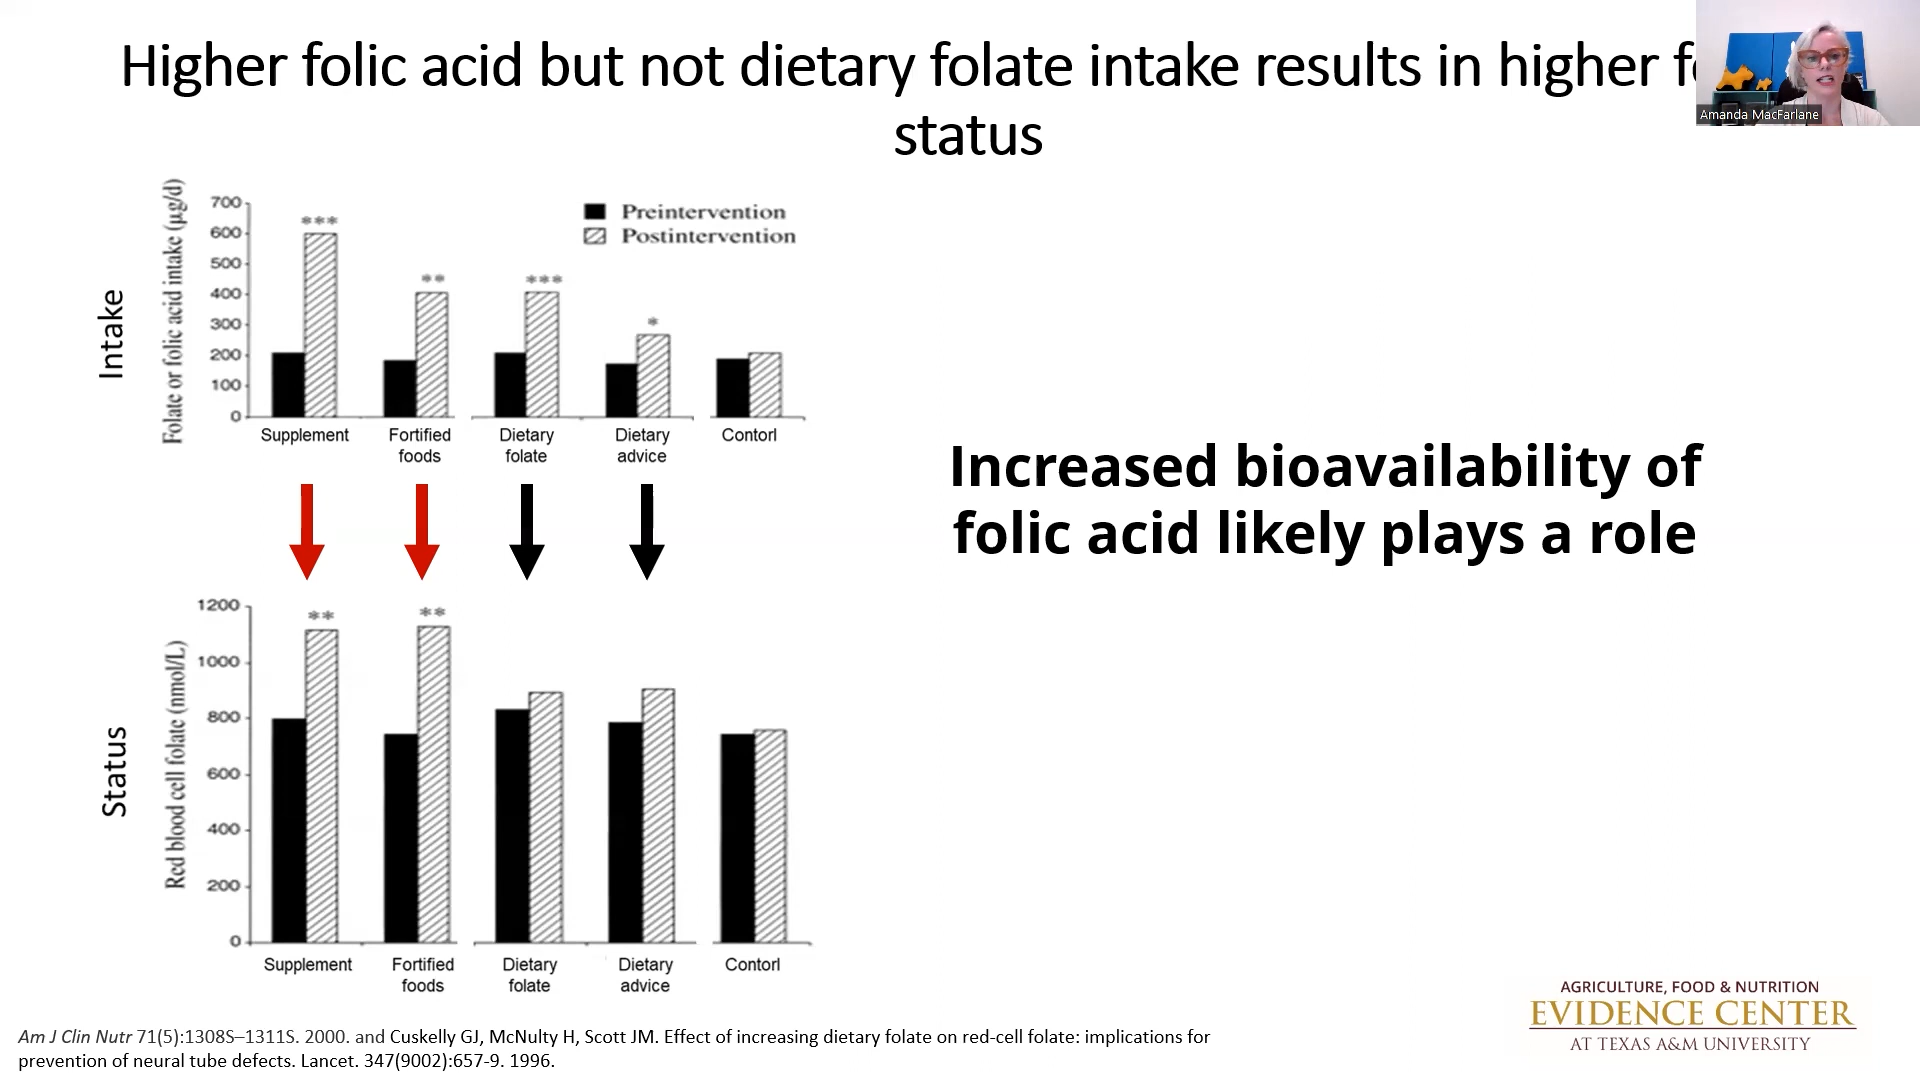 Higher folic acid but not dietary folate intake results in higher
status
Amanda MacFarlane
Intake
Folate or folic acid intake (µg/d)
700
600
500
400
300
200
100
0
Preintervention
Postintervention
***
**
***
*
Supplement
Fortified
foods
Dietary
folate
Dietary
advice
Contorl
Increased bioavailability of
folic acid likely plays a role
Status
Red blood cell folate (nmol/L)
1200
1000
800
600
400
200
0
**
**
Supplement
Fortified
foods
Dietary
folate
Dietary
advice
Contorl
AGRICULTURE, FOOD & NUTRITION
EVIDENCE CENTER
AT TEXAS A&M UNIVERSITY
Am J Clin Nutr 71(5):1308S–1311S. 2000. and Cuskelly GJ, McNulty H, Scott JM. Effect of increasing dietary folate on red-cell folate: implications for
prevention of neural tube defects. Lancet. 347(9002):657-9. 1996.